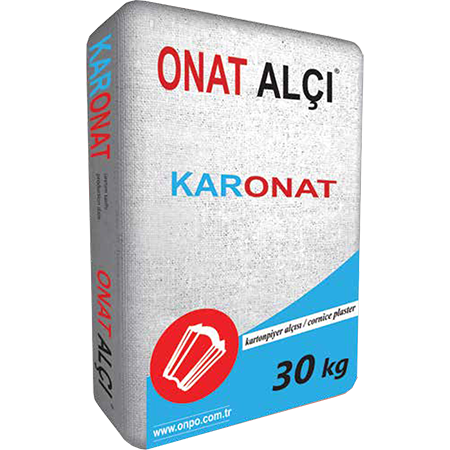 ONAT ALÇI®
KARONAT
kartonpiyer alçısı / cornice plaster
30 kg
www.onpo.com.tr
KARONAT
ONAT ALÇI